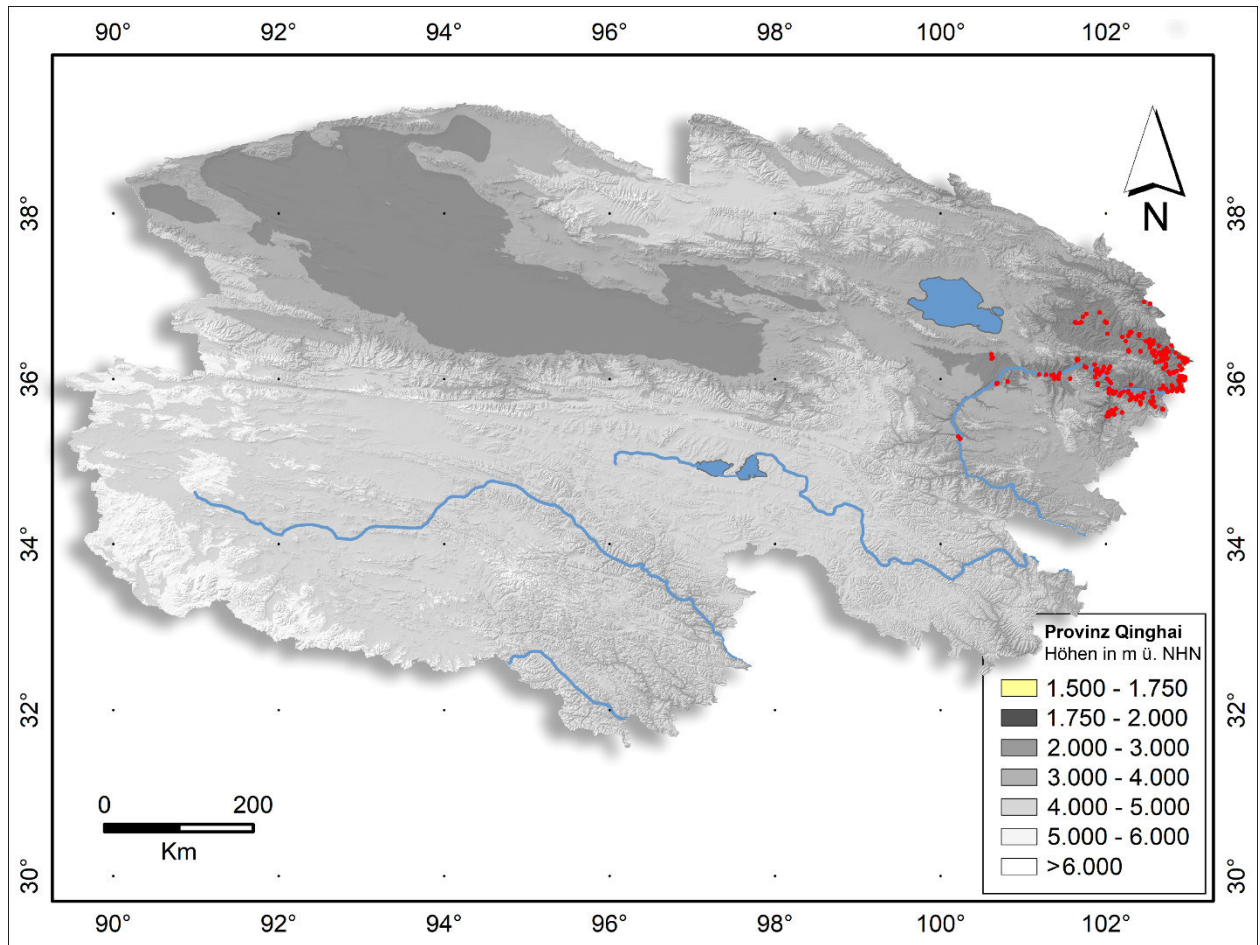 90° 92° 94° 96° 98° 100° 102°
N
38° 38°
36° 36°
34° 34°
Provinz Qinghai
Höhen in m ü. NHN
1.500 - 1.750
1.750 - 2.000
32° 32°
2.000 - 3.000
3.000 - 4.000
0 200
4.000 - 5.000
5.000 - 6.000
Km
>6.000
30° 30°
90° 92° 94° 96° 98° 100° 102°